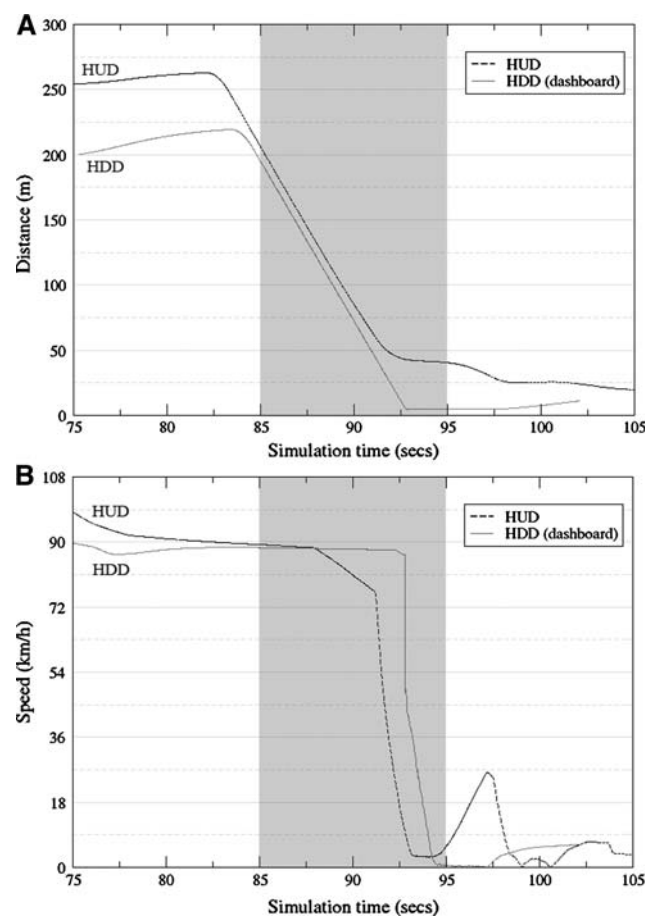 A
300
250
200
150
100
50
0
Distance (m)
HUD
HDD
HUD
HDD (dashboard)
75 80 85 90 95 100 105
Simulation time (secs)
B
108
90
72
54
36
18
0
Speed (km/h)
HUD
HDD
HUD
HDD (dashboard)
75 80 85 90 95 100 105
Simulation time (secs)